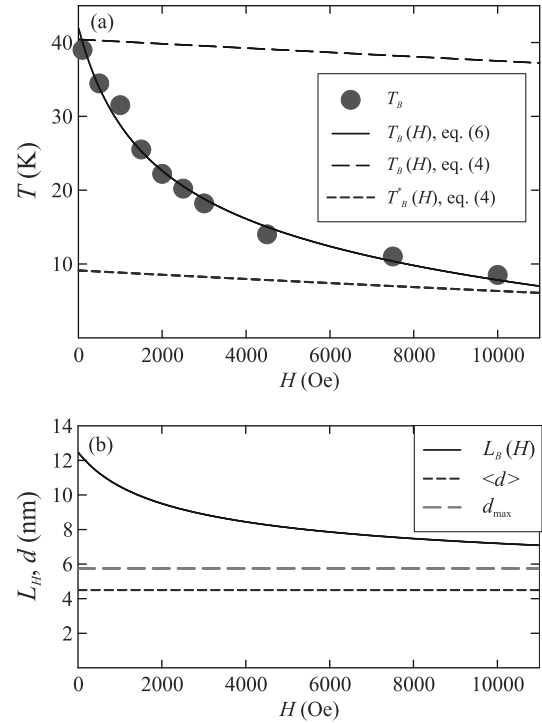 (a)
40
30
20
10
T (K)
T_B
T_B (H), eq. (6)
T_B (H), eq. (4)
T*_B (H), eq. (4)
0 2000 4000 6000 8000 10000
H (Oe)
(b)
14
12
10
8
6
4
2
L_H, d (nm)
L_B (H)
<d>
d_max
0 2000 4000 6000 8000 10000
H (Oe)